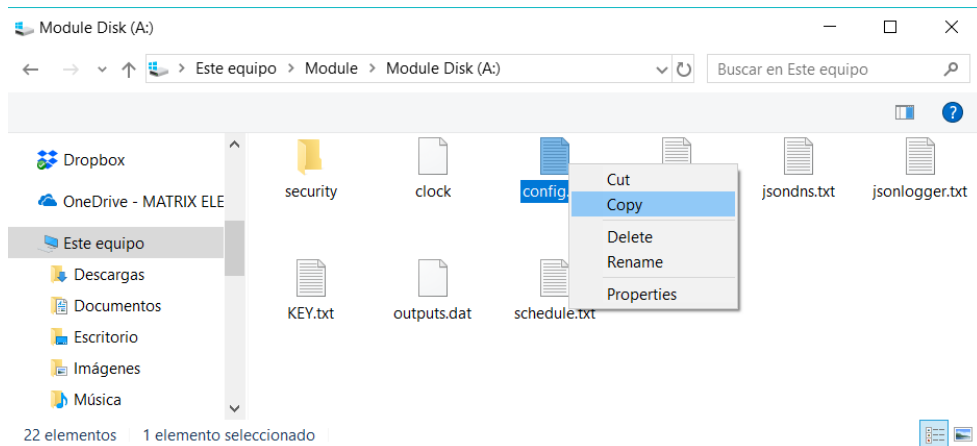 Module Disk (A:)
Este equipo > Module > Module Disk (A:)
Buscar en Este equipo
Dropbox
OneDrive - MATRIX ELE
Este equipo
Descargas
Documentos
Escritorio
Imágenes
Música
security
clock
config.
jsondns.txt
jsonlogger.txt
KEY.txt
outputs.dat
schedule.txt
Cut
Copy
Delete
Rename
Properties
22 elementos
1 elemento seleccionado